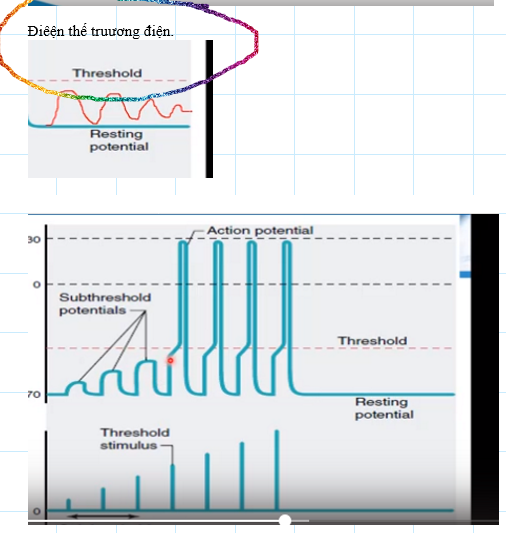 Điêện thế truương điện.
Threshold
Resting
potential
30
Action potential
0
Subthreshold
potentials
Threshold
70
Resting
potential
Threshold
stimulus
0